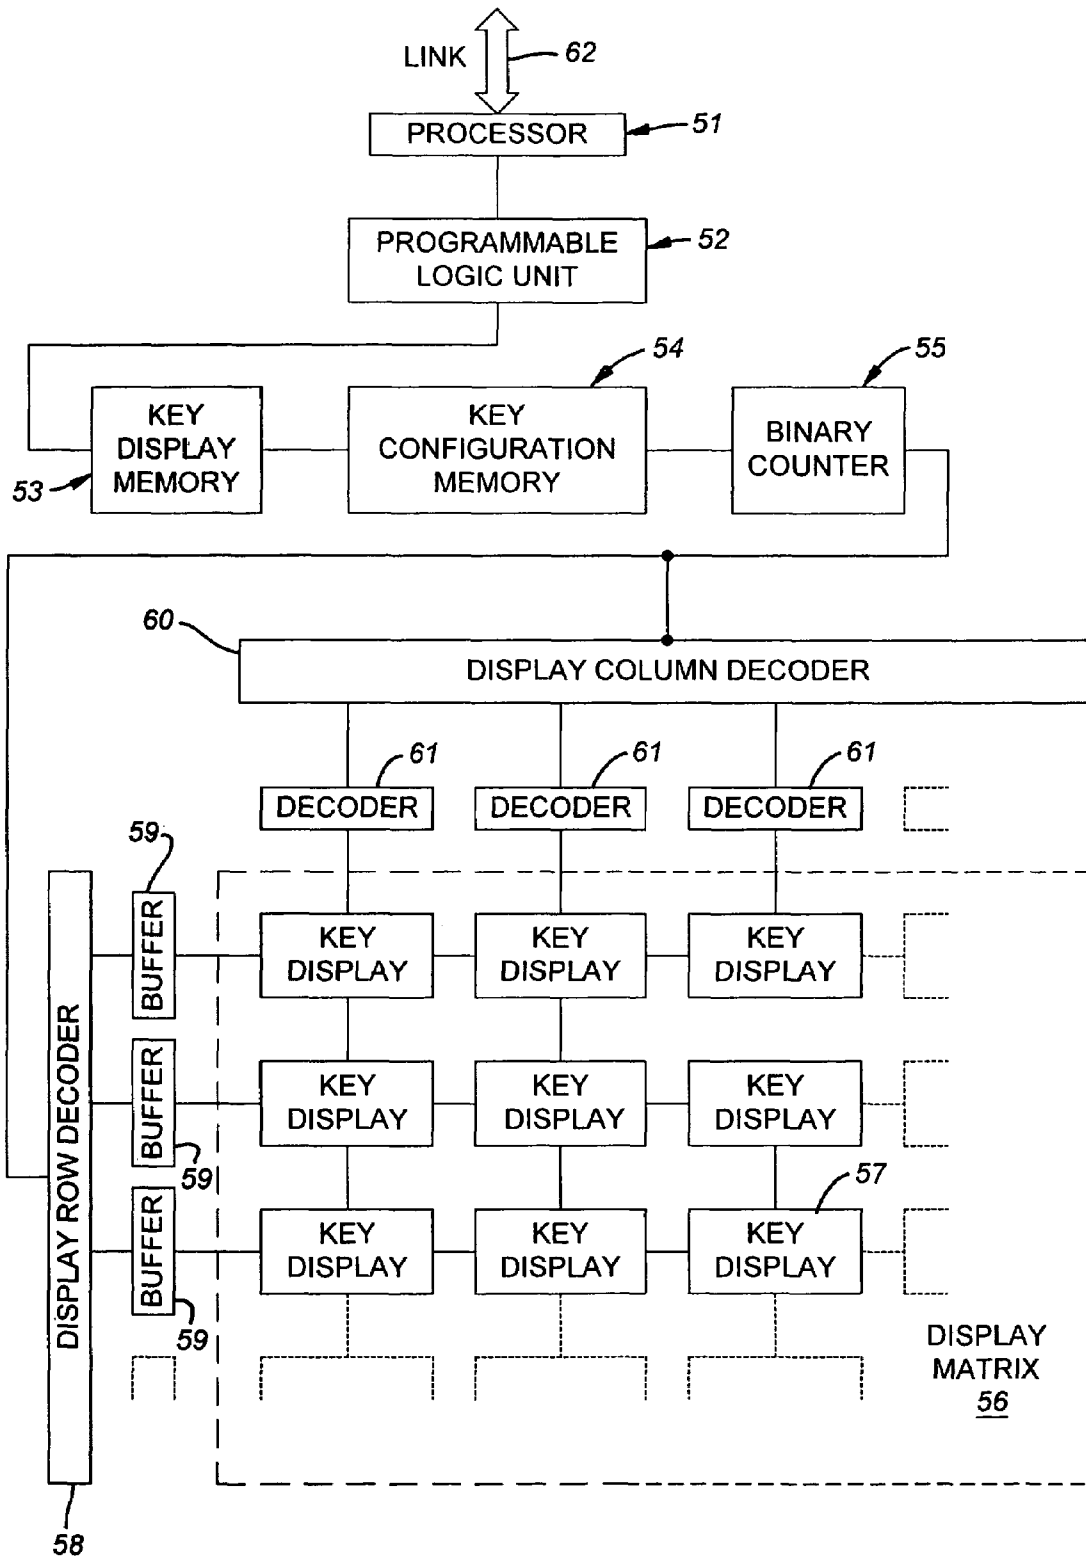 LINK
62
PROCESSOR
51
PROGRAMMABLE
LOGIC UNIT
52
KEY
DISPLAY
MEMORY
53
KEY
CONFIGURATION
MEMORY
54
BINARY
COUNTER
55
60
DISPLAY COLUMN DECODER
61
61
61
DECODER
DECODER
DECODER
59
BUFFER
KEY
DISPLAY
KEY
DISPLAY
KEY
DISPLAY
DISPLAY ROW DECODER
BUFFER
59
KEY
DISPLAY
KEY
DISPLAY
KEY
DISPLAY
57
BUFFER
59
KEY
DISPLAY
KEY
DISPLAY
KEY
DISPLAY
DISPLAY
MATRIX
56
58